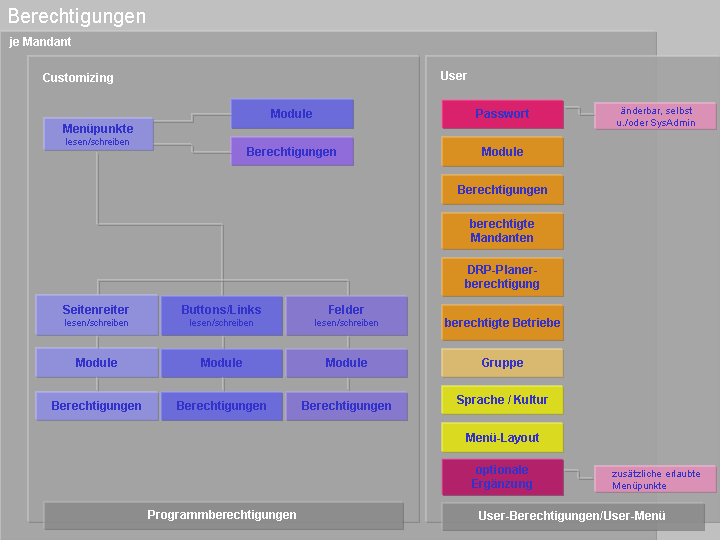 Berechtigungen
je Mandant
Customizing
Menüpunkte
lesen/schreiben
Module
Berechtigungen
Seitenreiter
lesen/schreiben
Buttons/Links
lesen/schreiben
Felder
lesen/schreiben
Module
Module
Module
Berechtigungen
Berechtigungen
Berechtigungen
Programmberechtigungen
User
Passwort
änderbar, selbst
u./oder SysAdmin
Module
Berechtigungen
berechtigte
Mandanten
DRP-Planer-
berechtigung
berechtigte Betriebe
Gruppe
Sprache / Kultur
Menü-Layout
optionale
Ergänzung
zusätzliche erlaubte
Menüpunkte
User-Berechtigungen/User-Menü